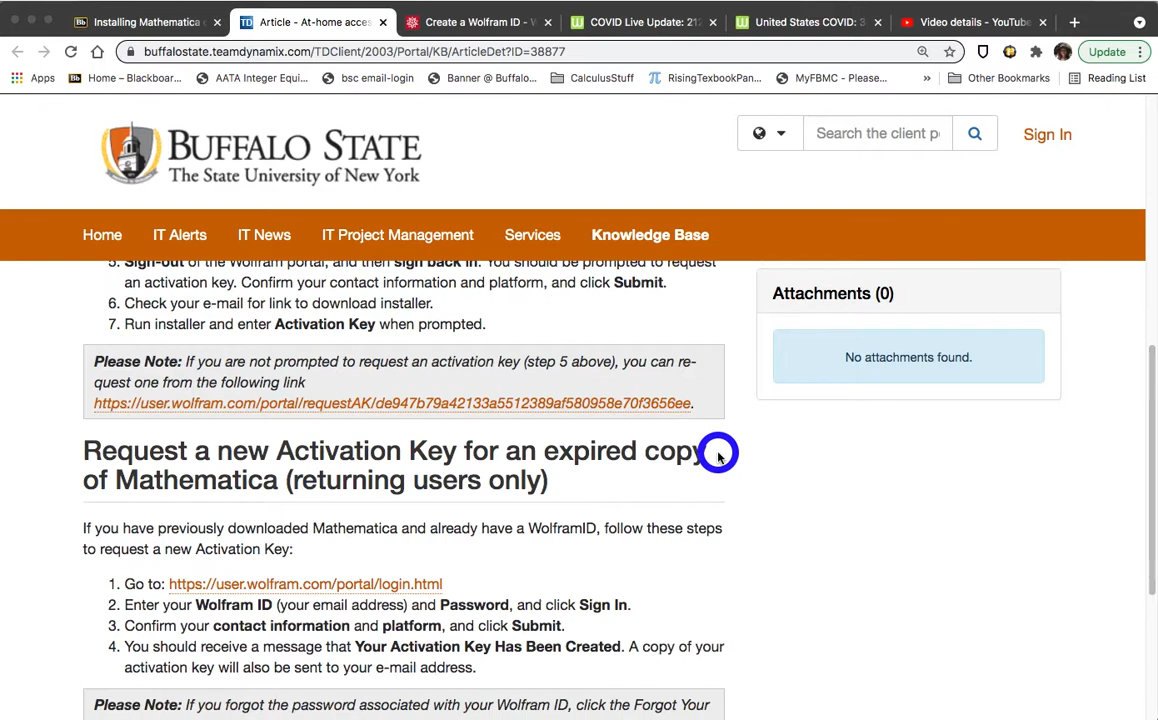 Bb Installing Mathematica
TD Article - At-home acces
Create a Wolfram ID - W
W COVID Live Update: 212
W United States COVID: 3
Video details - YouTube
buffalostate.teamdynamix.com/TDClient/2003/Portal/KB/ArticleDet?ID=38877
Update
Apps
Bb Home – Blackboar...
AATA Integer Equi...
bsc email-login
Banner @ Buffalo...
CalculusStuff
π RisingTexbokPan...
MyFBMC - Please...
»
Other Bookmarks
Reading List
BUFFALO STATE
The State University of New York
Search the client po
Sign In
Home
IT Alerts
IT News
IT Project Management
Services
Knowledge Base
5. Sign-out of the Wolfram portal, and then sign back in. You should be prompted to request
an activation key. Confirm your contact information and platform, and click Submit.
6. Check your e-mail for link to download installer.
7. Run installer and enter Activation Key when prompted.
Please Note: If you are not prompted to request an activation key (step 5 above), you can re-
quest one from the following link
https://user.wolfram.com/portal/requestAK/de947b79a42133a5512389af580958e70f3656ee.
Attachments (0)
No attachments found.
Request a new Activation Key for an expired copy
of Mathematica (returning users only)
If you have previously downloaded Mathematica and already have a WolframID, follow these steps
to request a new Activation Key:
1. Go to: https://user.wolfram.com/portal/login.html
2. Enter your Wolfram ID (your email address) and Password, and click Sign In.
3. Confirm your contact information and platform, and click Submit.
4. You should receive a message that Your Activation Key Has Been Created. A copy of your
activation key will also be sent to your e-mail address.
Please Note: If you forgot the password associated with your Wolfram ID, click the Forgot Your